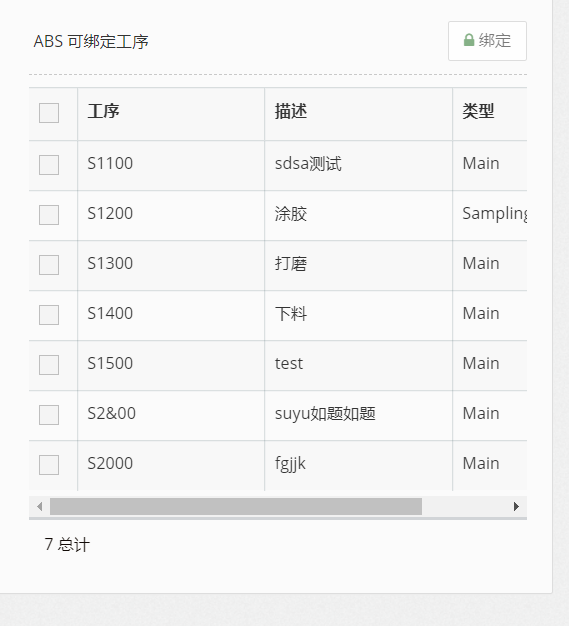 ABS 可绑定工序 绑定
工序 描述 类型
S1100 sdsa测试 Main
S1200 涂胶 Sampling
S1300 打磨 Main
S1400 下料 Main
S1500 test Main
S2&00 suyu如题如题 Main
S2000 fgjjk Main
7 总计